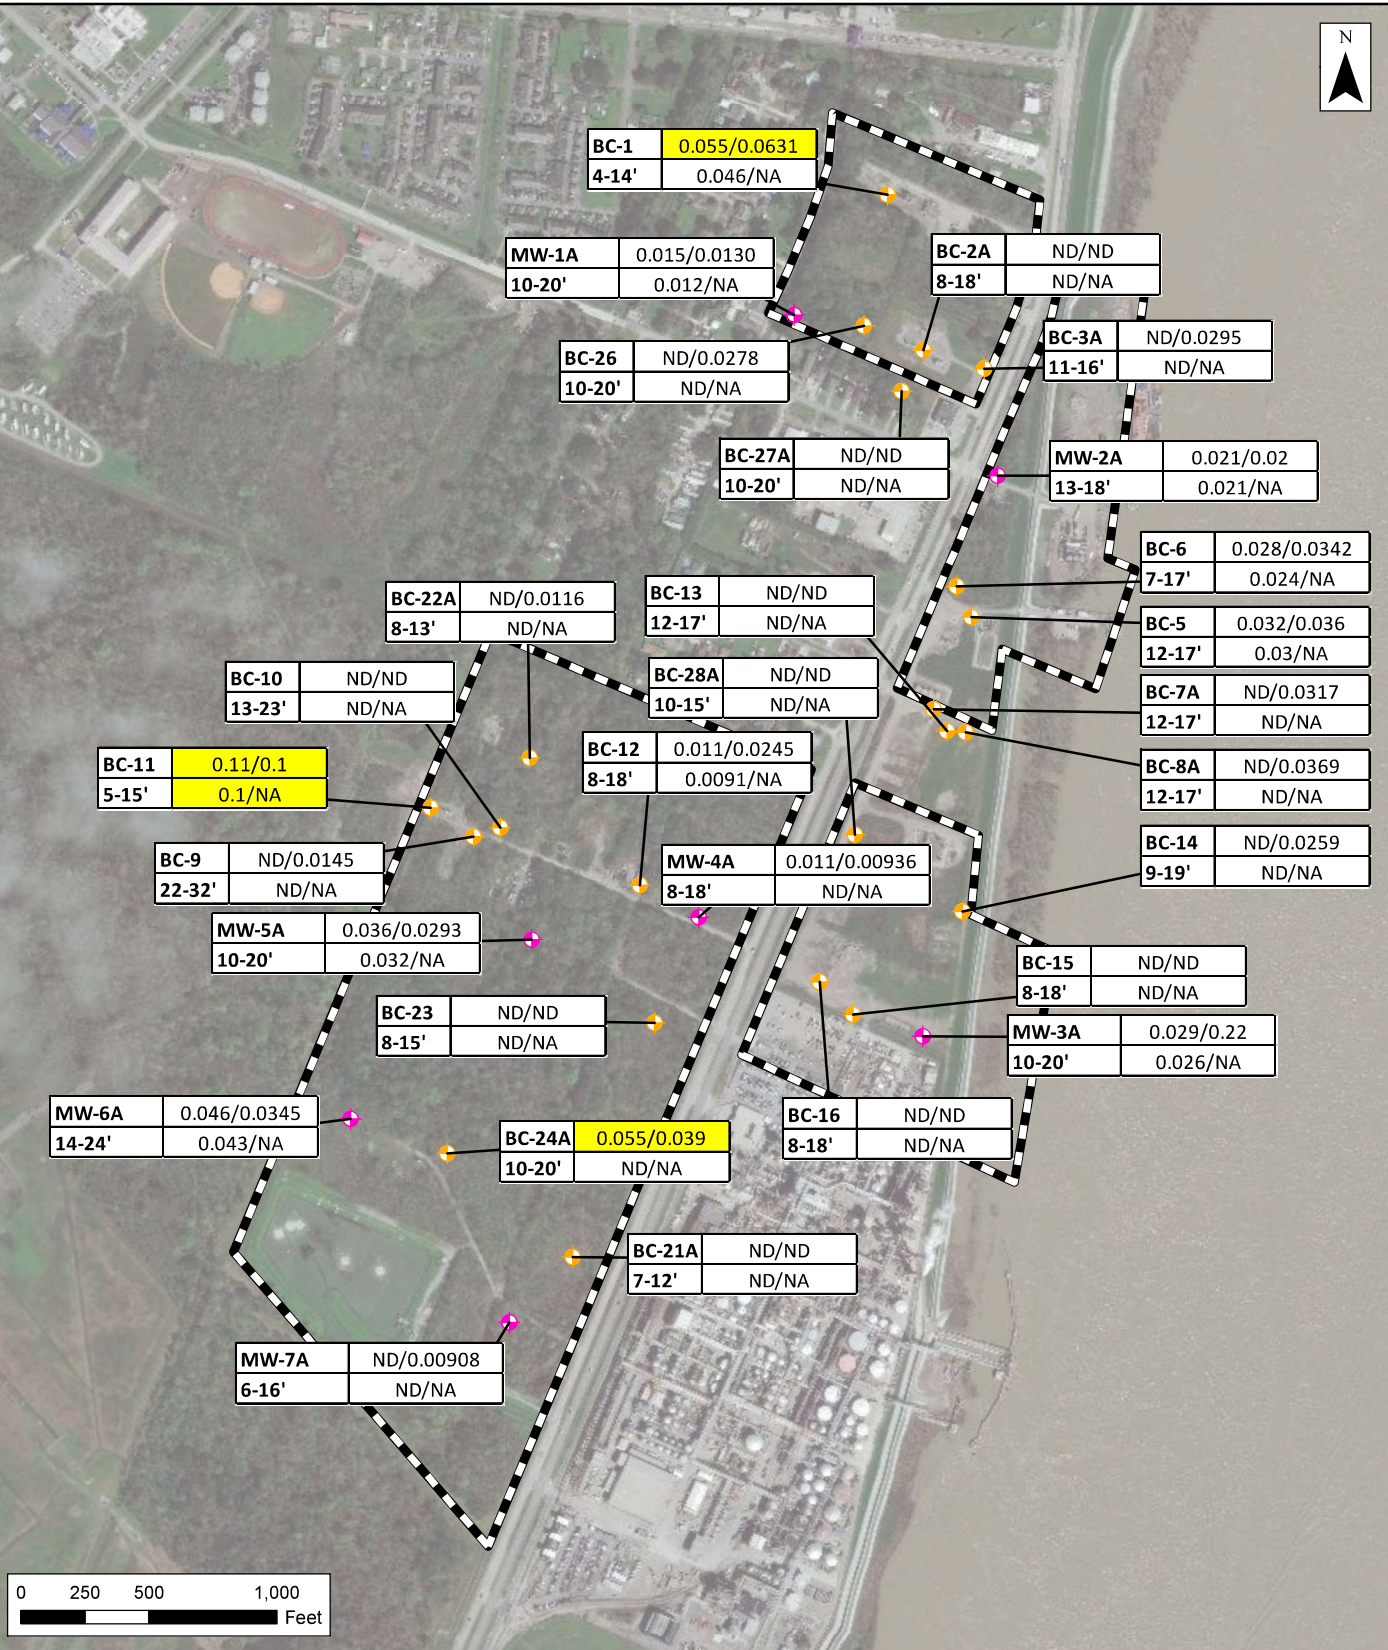 N
BC-1 0.055/0.0631
4-14' 0.046/NA
MW-1A 0.015/0.0130
10-20' 0.012/NA
BC-2A ND/ND
8-18' ND/NA
BC-3A ND/0.0295
11-16' ND/NA
BC-26 ND/0.0278
10-20' ND/NA
BC-27A ND/ND
10-20' ND/NA
MW-2A 0.021/0.02
13-18' 0.021/NA
BC-6 0.028/0.0342
7-17' 0.024/NA
BC-22A ND/0.0116
8-13' ND/NA
BC-13 ND/ND
12-17' ND/NA
BC-5 0.032/0.036
12-17' 0.03/NA
BC-10 ND/ND
13-23' ND/NA
BC-28A ND/ND
10-15' ND/NA
BC-7A ND/0.0317
12-17' ND/NA
BC-11 0.11/0.1
5-15' 0.1/NA
BC-12 0.011/0.0245
8-18' 0.0091/NA
BC-8A ND/0.0369
12-17' ND/NA
BC-9 ND/0.0145
22-32' ND/NA
MW-4A 0.011/0.00936
8-18' ND/NA
BC-14 ND/0.0259
9-19' ND/NA
MW-5A 0.036/0.0293
10-20' 0.032/NA
BC-15 ND/ND
8-18' ND/NA
BC-23 ND/ND
8-15' ND/NA
MW-3A 0.029/0.22
10-20' 0.026/NA
MW-6A 0.046/0.0345
14-24' 0.043/NA
BC-16 ND/ND
8-18' ND/NA
BC-24A 0.055/0.039
10-20' ND/NA
BC-21A ND/ND
7-12' ND/NA
MW-7A ND/0.00908
6-16' ND/NA
0 250 500 1,000
Feet